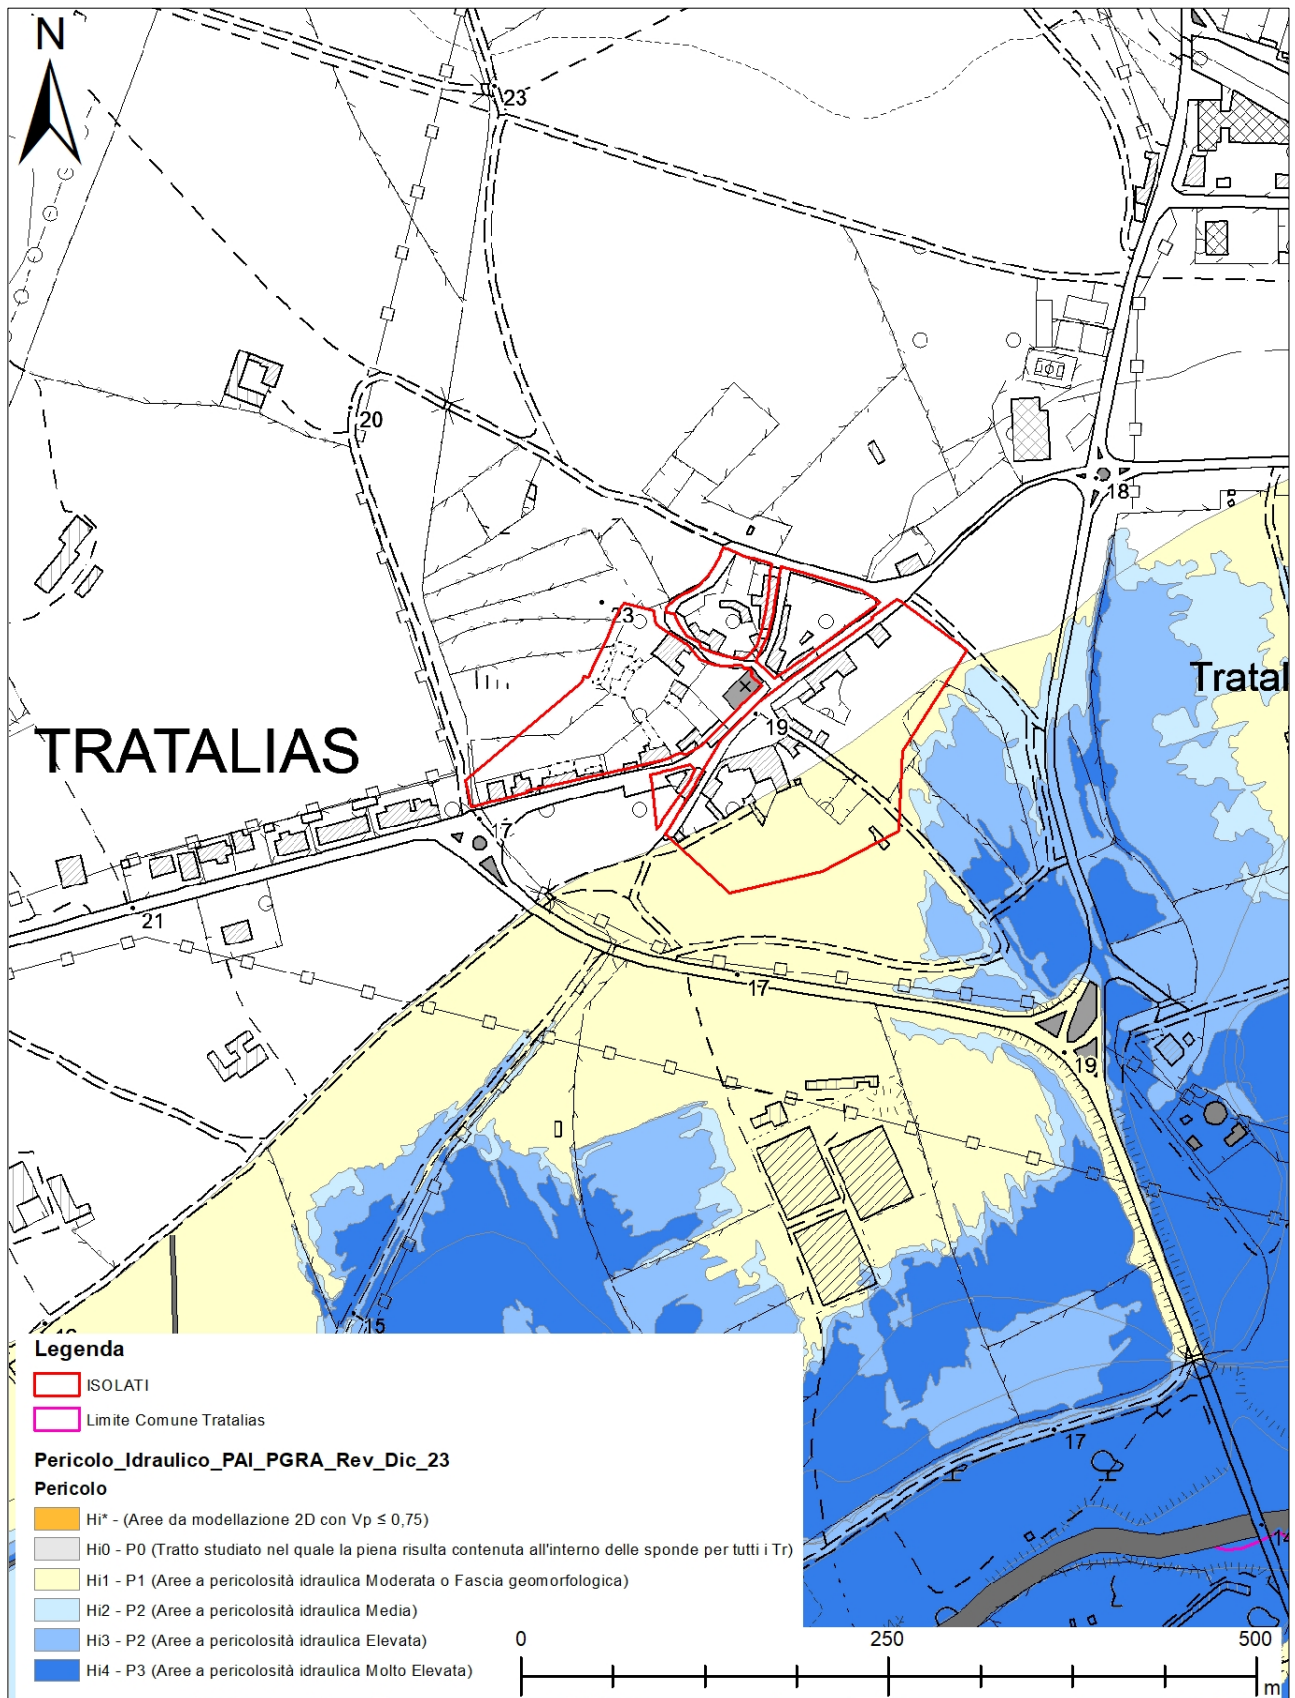 N
23
20
18
23
Tratal
19
TRATALIAS
17
21
17
19
15
16
Legenda
ISOLATI
Limite Comune Tratalias
Pericolo_Idraulico_PAI_PGRA_Rev_Dic_23
Pericolo
17
Hi* - (Aree da modellazione 2D con Vp ≤ 0,75)
14
Hi0 - P0 (Tratto studiato nel quale la piena risulta contenuta all'interno delle sponde per tutti i Tr)
Hi1 - P1 (Aree a pericolosità idraulica Moderata o Fascia geomorfologica)
Hi2 - P2 (Aree a pericolosità idraulica Media)
Hi3 - P2 (Aree a pericolosità idraulica Elevata)
Hi4 - P3 (Aree a pericolosità idraulica Molto Elevata)
0 250 500
m